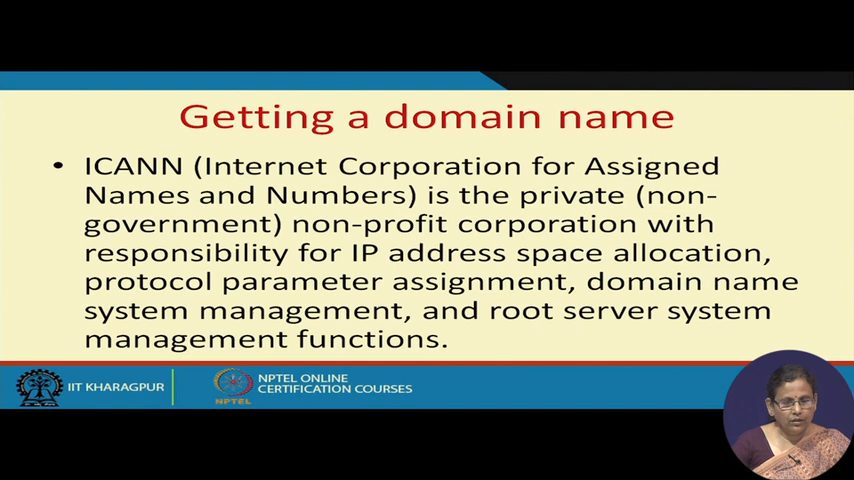 Getting a domain name
• ICANN (Internet Corporation for Assigned
Names and Numbers) is the private (non-
government) non-profit corporation with
responsibility for IP address space allocation,
protocol parameter assignment, domain name
system management, and root server system
management functions.
IIT KHARAGPUR
NPTEL ONLINE
CERTIFICATION COURSES
NPTEL